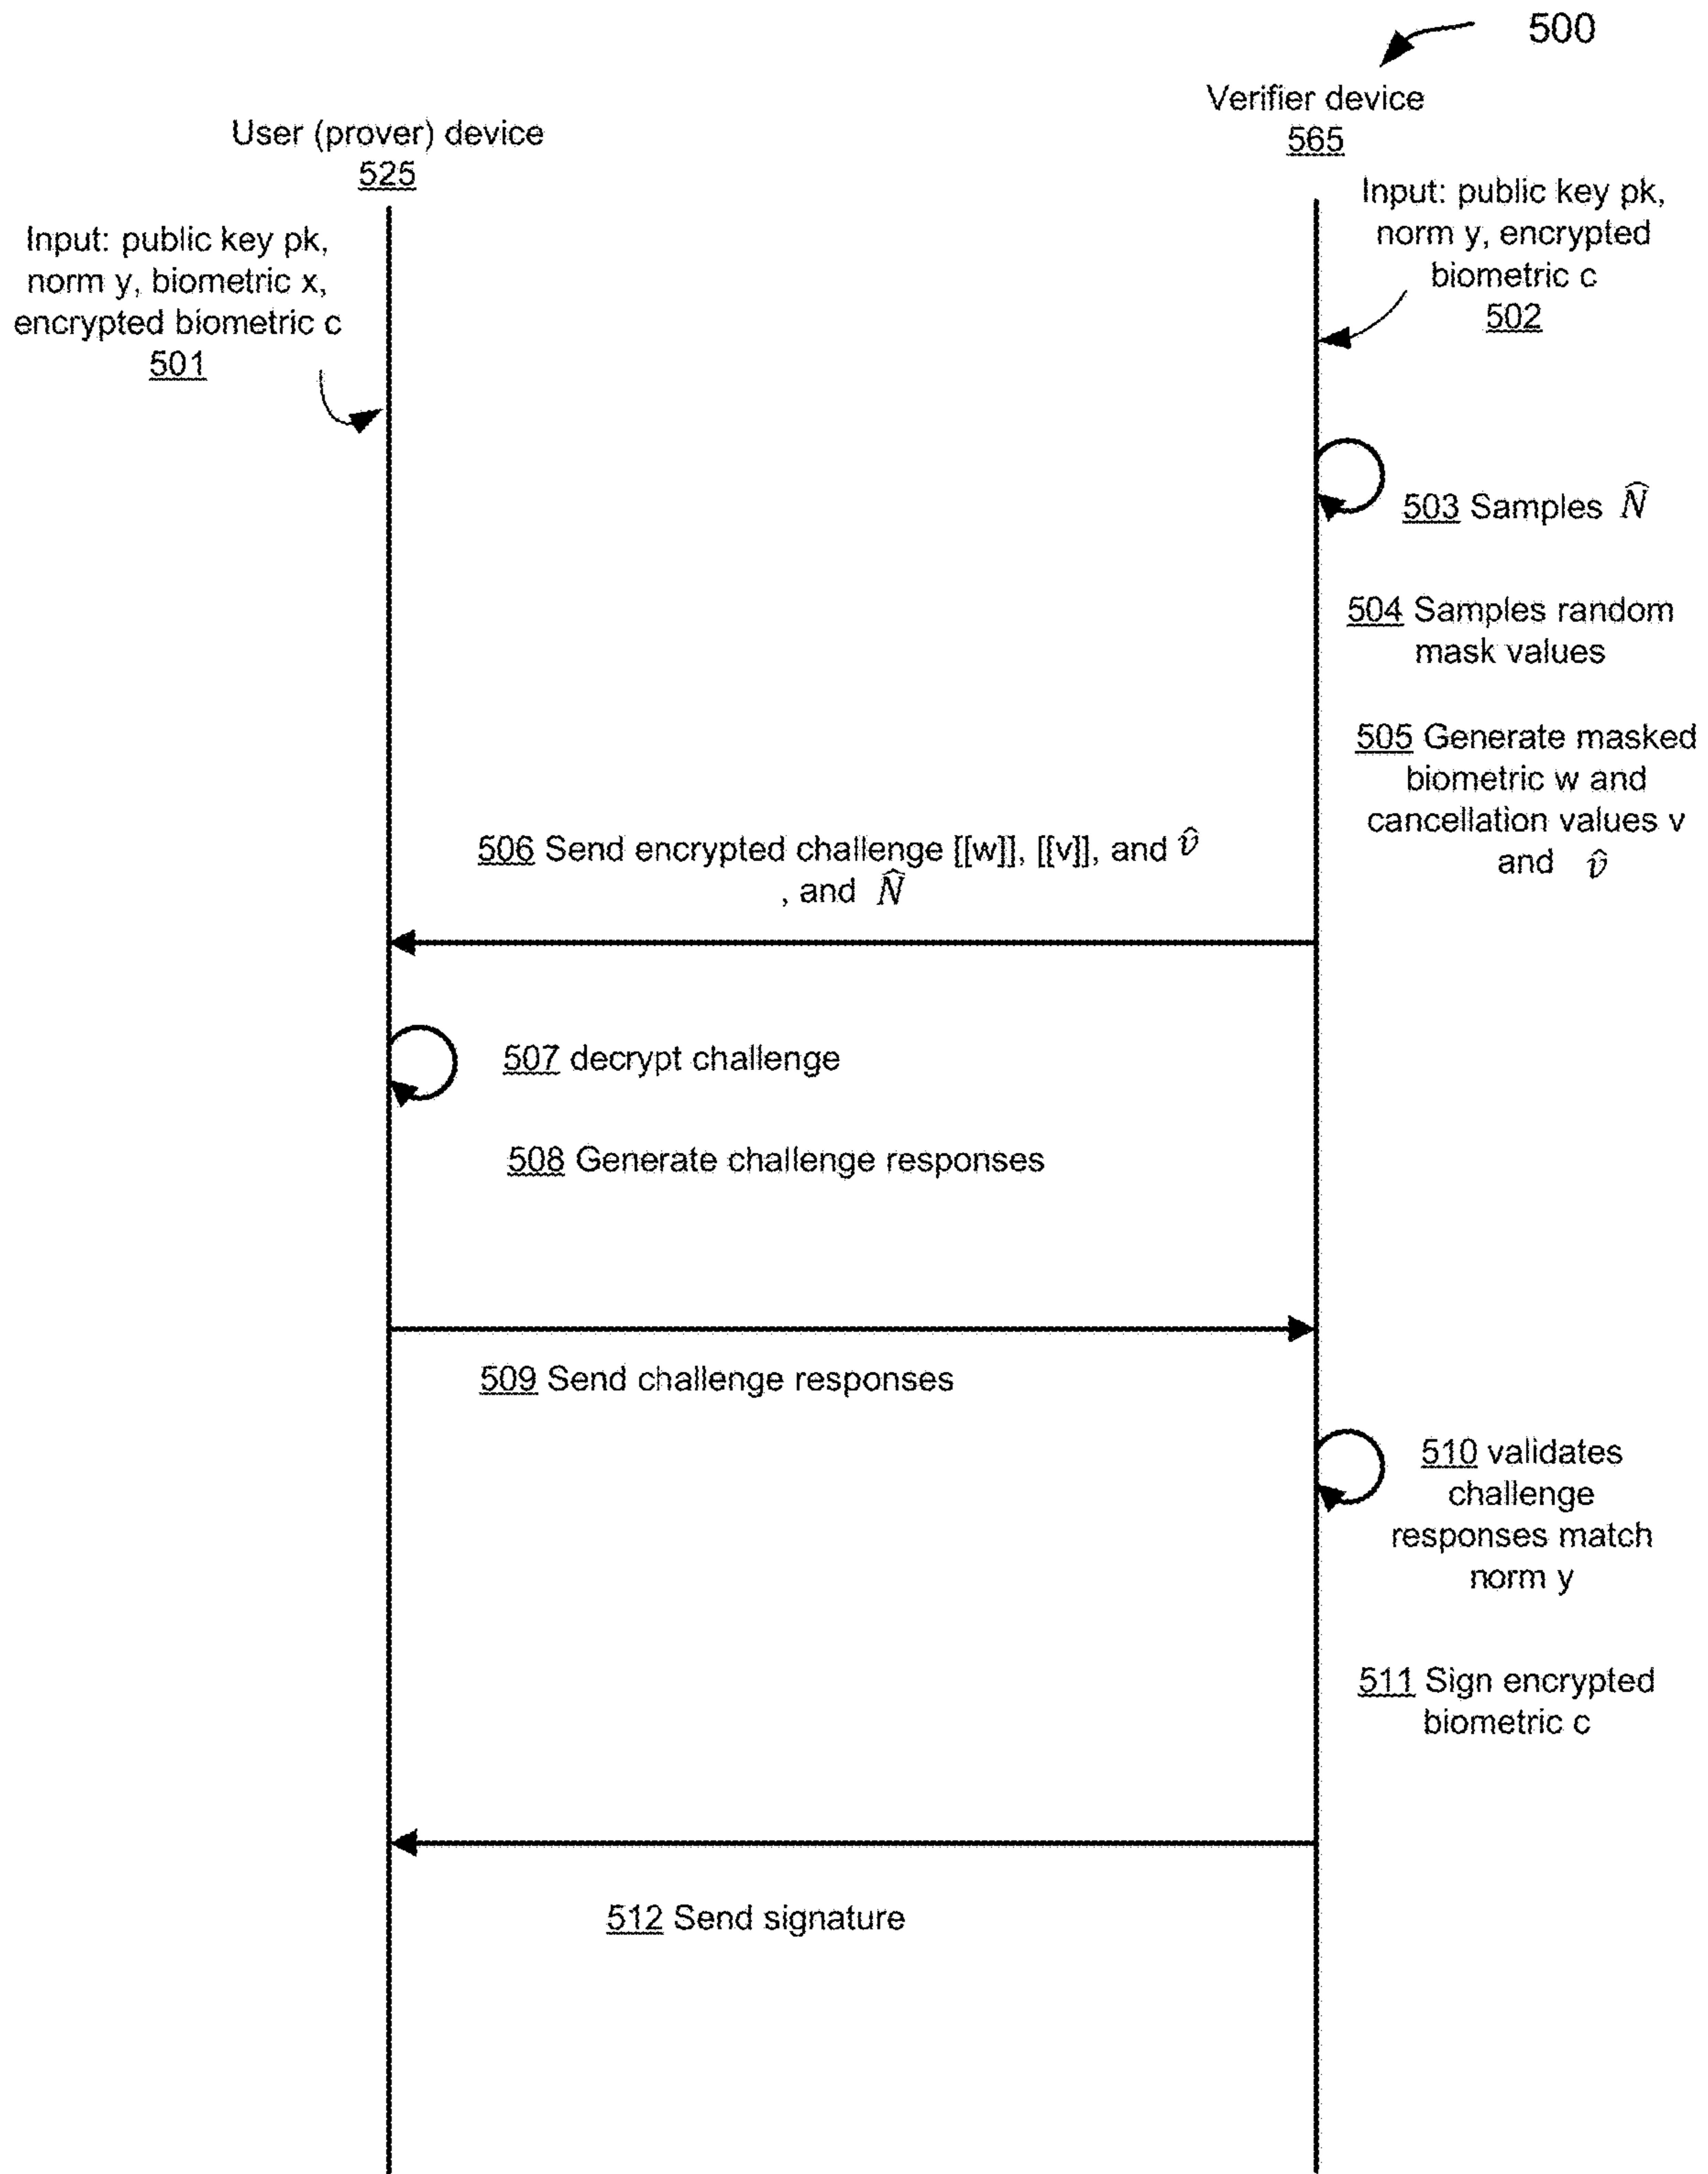 500
User (prover) device
525
Verifier device
565
Input: public key pk,
norm y, biometric x,
encrypted biometric c
501
Input: public key pk,
norm y, encrypted
biometric c
502
503 Samples N̂
504 Samples random
mask values
505 Generate masked
biometric w and
cancellation values v
and v̂
506 Send encrypted challenge [[w]], [[v]], and v̂
, and N̂
507 decrypt challenge
508 Generate challenge responses
509 Send challenge responses
510 validates
challenge
responses match
norm y
511 Sign encrypted
biometric c
512 Send signature